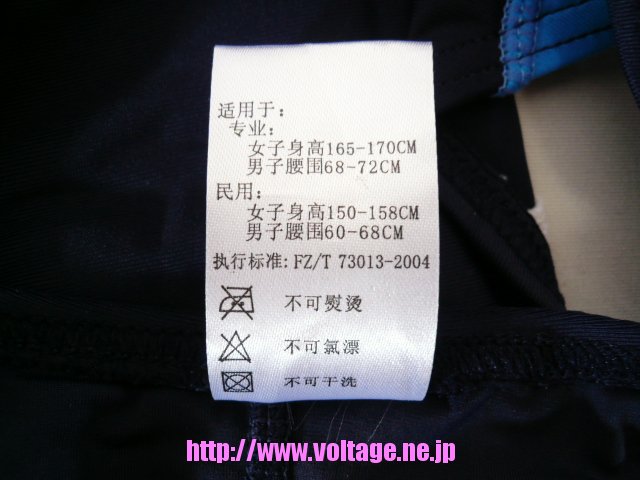 适用于：
专业：
女子身高165-170CM
男子腰围68-72CM
民用：
女子身高150-158CM
男子腰围60-68CM
执行标准：FZ/T 73013-2004
不可熨烫
不可氯漂
不可干洗
http://www.voltage.ne.jp